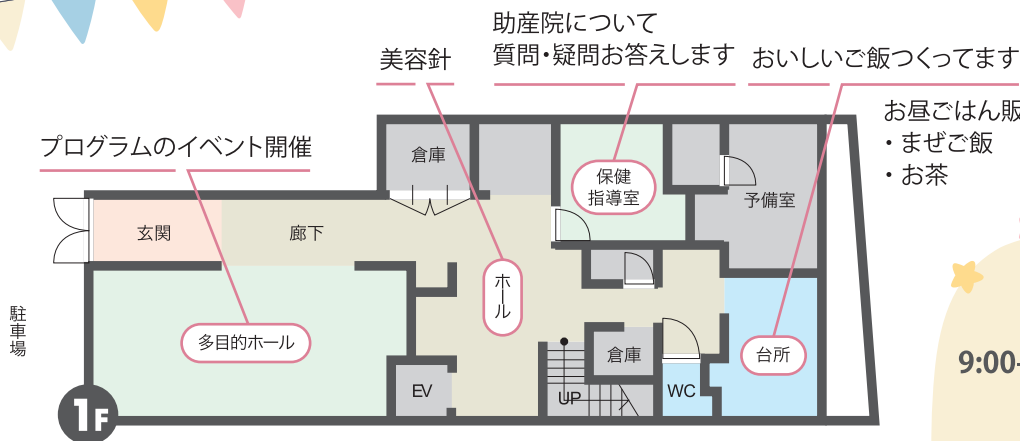 助産院について
質問・疑問お答えします
美容針
おいしいご飯つくってます
お昼ごはん販
・まぜご飯
・お茶
プログラムのイベント開催
倉庫
保健
指導室
予備室
玄関
廊下
ホール
駐車場
多目的ホール
倉庫
台所
EV
UP
WC
9:00-
1F